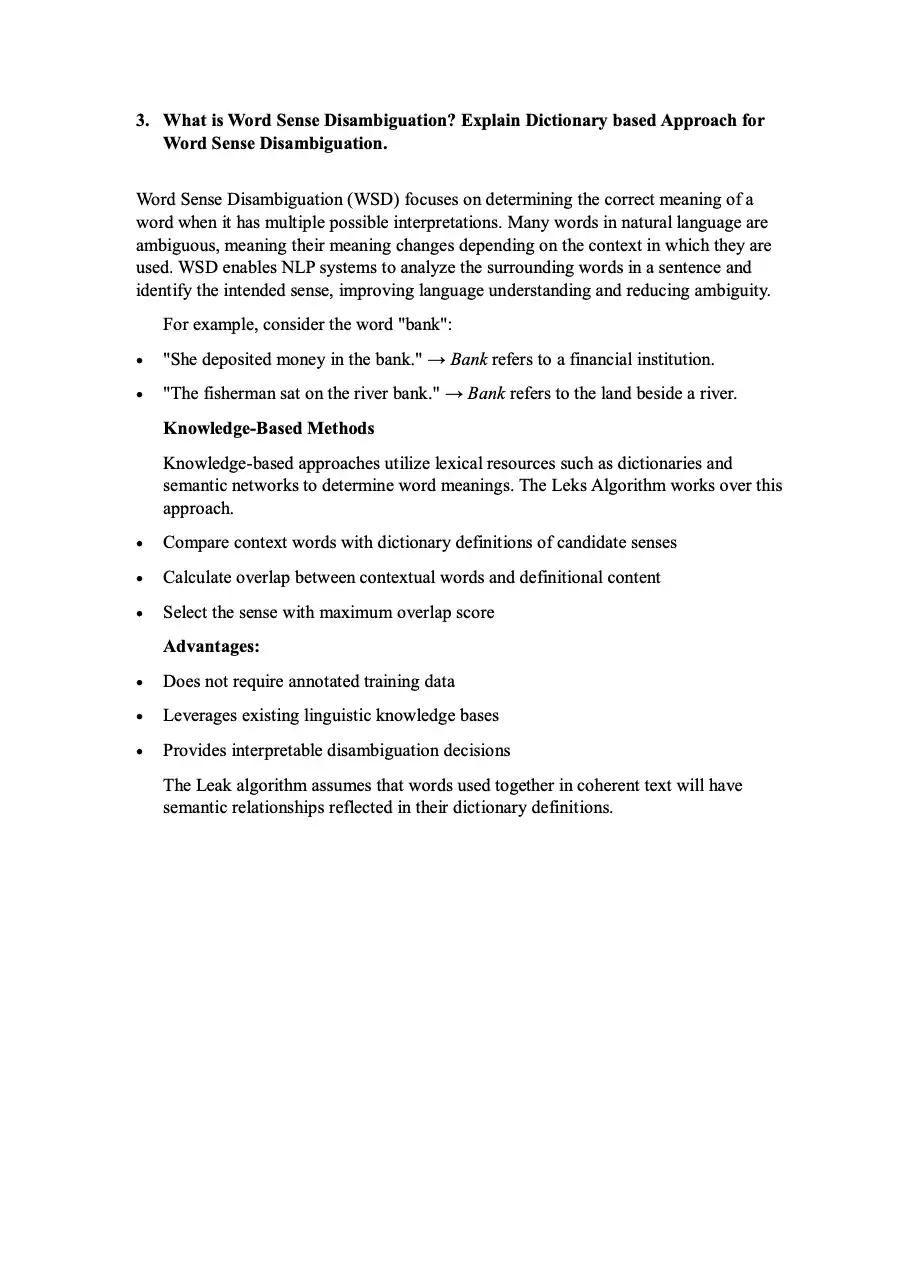 3. What is Word Sense Disambiguation? Explain Dictionary based Approach for
Word Sense Disambiguation.
Word Sense Disambiguation (WSD) focuses on determining the correct meaning of a
word when it has multiple possible interpretations. Many words in natural language are
ambiguous, meaning their meaning changes depending on the context in which they are
used. WSD enables NLP systems to analyze the surrounding words in a sentence and
identify the intended sense, improving language understanding and reducing ambiguity.
For example, consider the word "bank":
• "She deposited money in the bank." → Bank refers to a financial institution.
• "The fisherman sat on the river bank." → Bank refers to the land beside a river.
Knowledge-Based Methods
Knowledge-based approaches utilize lexical resources such as dictionaries and
semantic networks to determine word meanings. The Leks Algorithm works over this
approach.
• Compare context words with dictionary definitions of candidate senses
• Calculate overlap between contextual words and definitional content
• Select the sense with maximum overlap score
Advantages:
• Does not require annotated training data
• Leverages existing linguistic knowledge bases
• Provides interpretable disambiguation decisions
The Leak algorithm assumes that words used together in coherent text will have
semantic relationships reflected in their dictionary definitions.